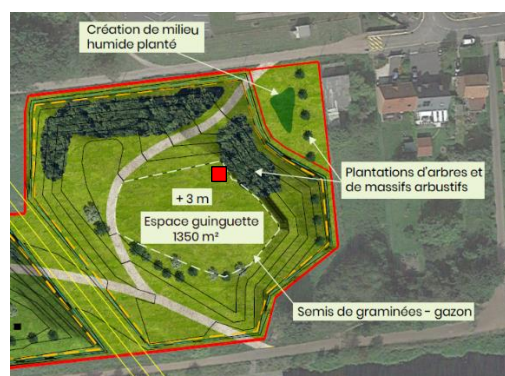 Création de milieu
humide planté
Plantations d'arbres et
de massifs arbustifs
+ 3 m
Espace guinguette
1350 m²
Semis de graminées - gazon